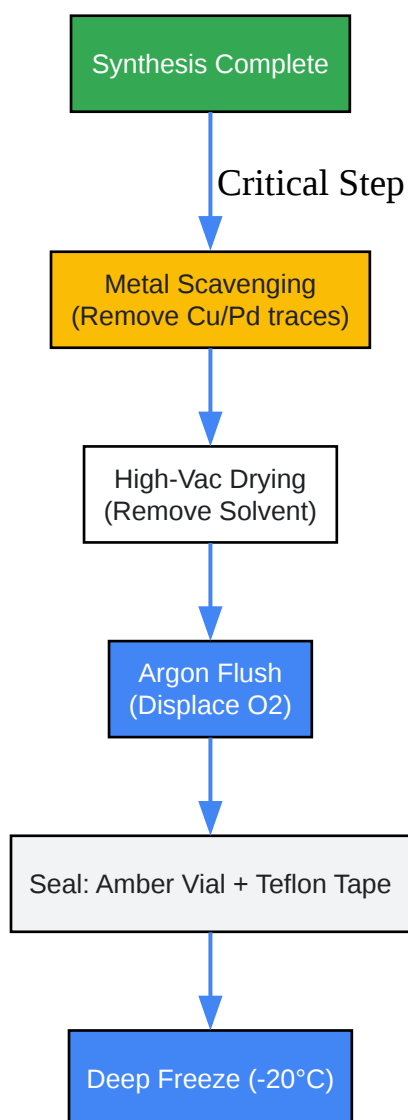 Synthesis Complete
Critical Step
Metal Scavenging
(Remove Cu/Pd traces)
High-Vac Drying
(Remove Solvent)
Argon Flush
(Displace O2)
Seal: Amber Vial + Teflon Tape
Deep Freeze (-20°C)